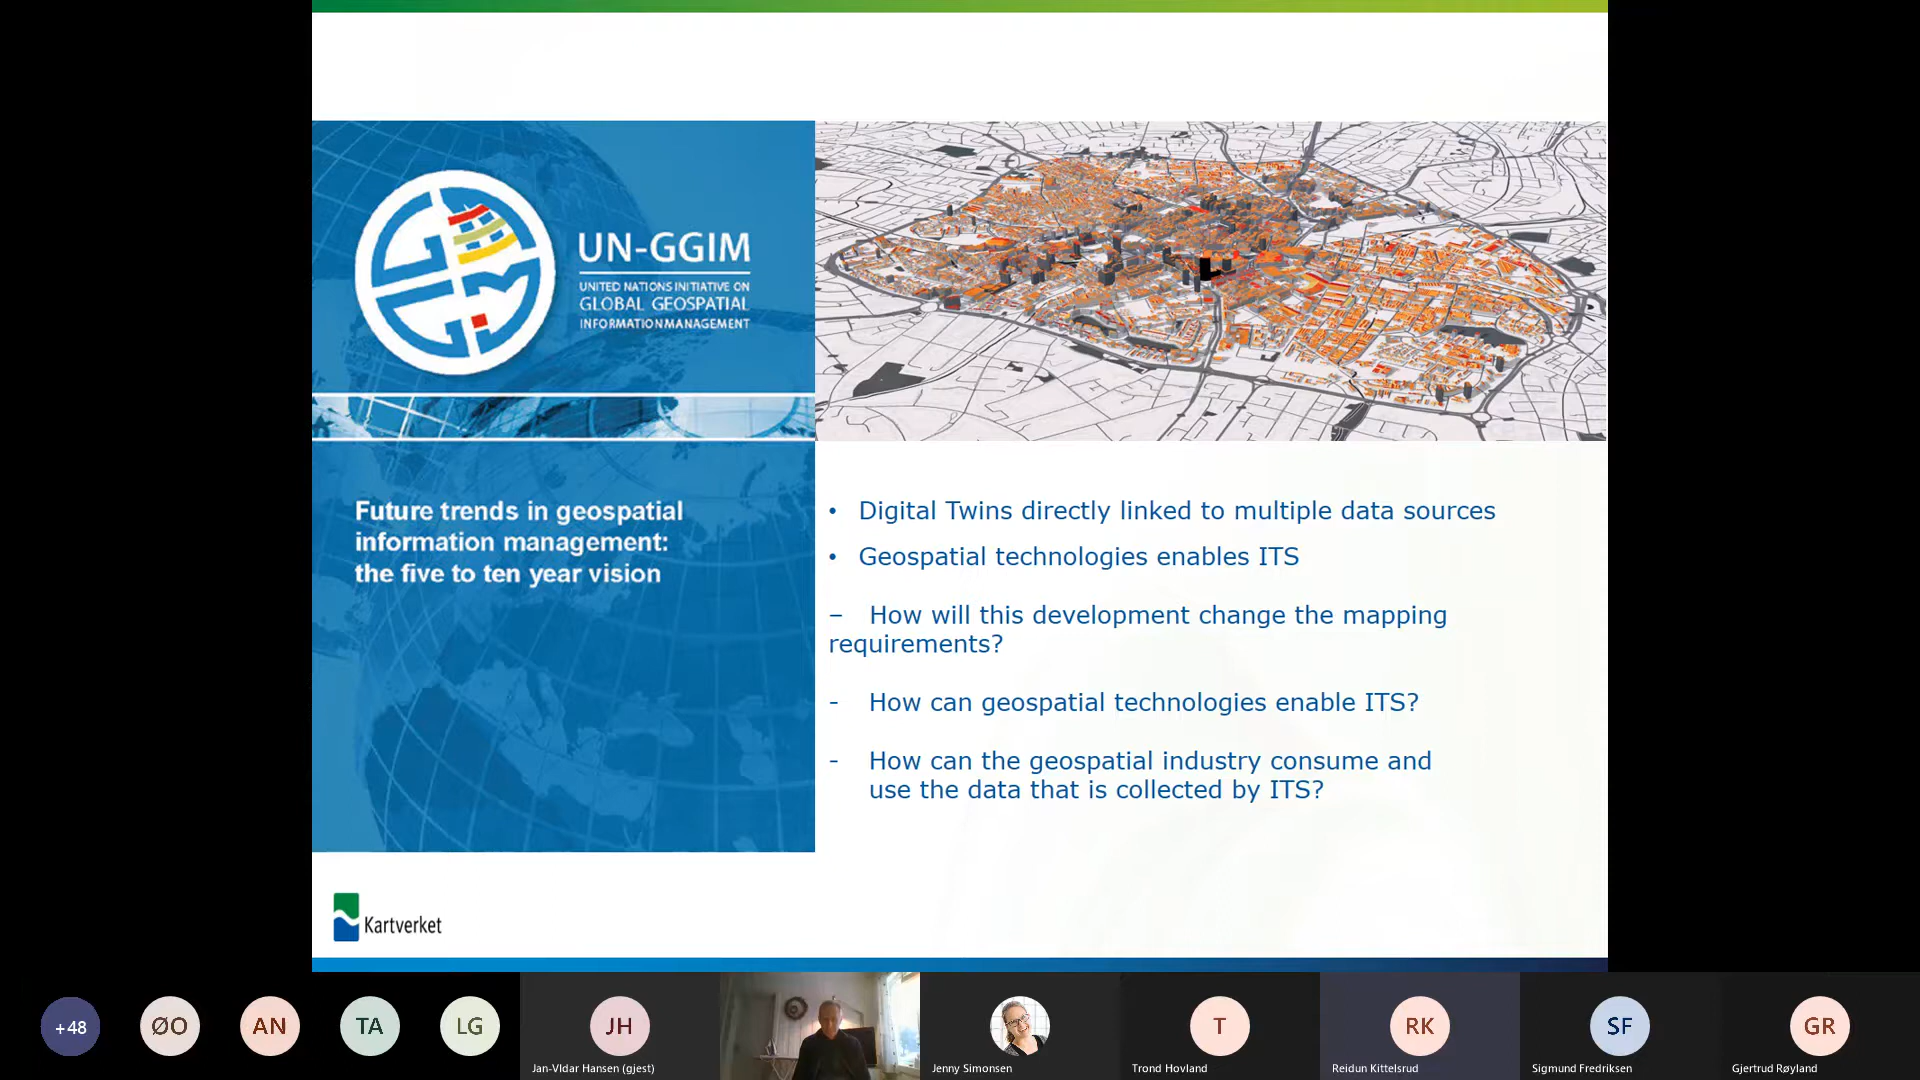 UN-GGIM
UNITED NATIONS INITIATIVE ON
GLOBAL GEOSPATIAL
INFORMATION MANAGEMENT
Future trends in geospatial
information management:
the five to ten year vision
• Digital Twins directly linked to multiple data sources
• Geospatial technologies enables ITS
– How will this development change the mapping
requirements?
- How can geospatial technologies enable ITS?
- How can the geospatial industry consume and
use the data that is collected by ITS?
Kartverket
+48
ØO
AN
TA
LG
JH
T
RK
SF
GR
Jan-VIdar Hansen (gjest)
Jenny Simonsen
Trond Hovland
Reidun Kittelsrud
Sigmund Fredriksen
Gjertrud Røyland